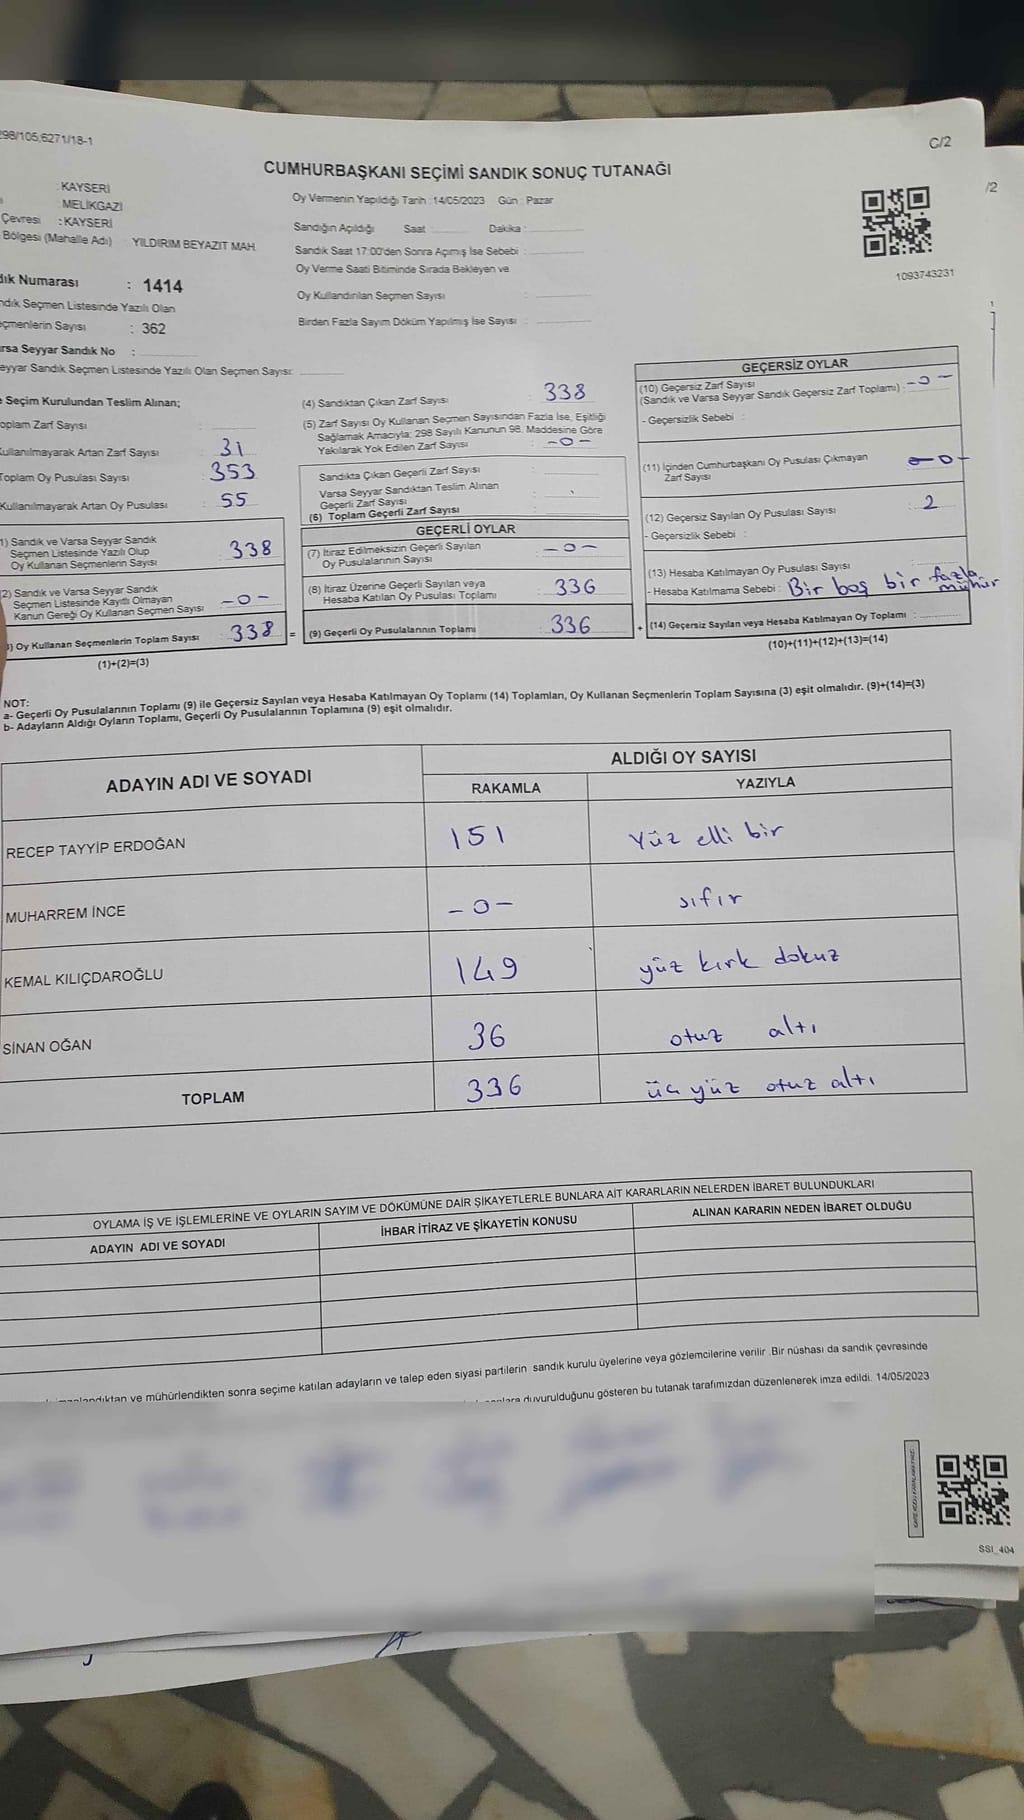 298/105;6271/18-1
C/2
/2
CUMHURBAŞKANI SEÇİMİ SANDIK SONUÇ TUTANAĞI
: KAYSERİ
: MELİKGAZİ
Çevresi : KAYSERİ
Bölgesi (Mahalle Adı) YILDIRIM BEYAZIT MAH.
Numarası : 1414
Seçmen Listesinde Yazılı Olan
Sayısı : 362
Seyyar Sandık No :
Seyyar Sandık Seçmen Listesinde Yazılı Olan Seçmen Sayısı:
Oy Vermenin Yapıldığı Tarih : 14/05/2023 Gün : Pazar
Sandığın Açıldığı Saat Dakika :
Sandık Saat 17:00'den Sonra Açımış İse Sebebi :
Oy Verme Saati Bitiminde Sırada Bekleyen ve
Oy Kullandırılan Seçmen Sayısı :
Birden Fazla Sayım Döküm Yapılmış İse Sayısı :
1093743231
Seçim Kurulundan Teslim Alınan;
Zarf Sayısı :
Kullanılmayarak Artan Zarf Sayısı : 31
Toplam Oy Pusulası Sayısı : 353
Kullanılmayarak Artan Oy Pusulası : 55
1) Sandık ve Varsa Seyyar Sandık
Seçmen Listesinde Yazılı Olup
Oy Kullanan Seçmenlerin Sayısı 338
2) Sandık ve Varsa Seyyar Sandık
Seçmen Listesinde Kayıtlı Olmayan
Kanun Gereği Oy Kullanan Seçmen Sayısı -0-
) Oy Kullanan Seçmenlerin Toplam Sayısı 338 =
(1)+(2)=(3)
(4) Sandıktan Çıkan Zarf Sayısı : 338
(5) Zarf Sayısı Oy Kullanan Seçmen Sayısından Fazla İse, Eşitliği
Sağlamak Amacıyla; 298 Sayılı Kanunun 98. Maddesine Göre
Yakılarak Yok Edilen Zarf Sayısı : -0-
Sandıkta Çıkan Geçerli Zarf Sayısı :
Varsa Seyyar Sandıktan Teslim Alınan
Geçerli Zarf Sayısı :
(6) Toplam Geçerli Zarf Sayısı :
GEÇERLİ OYLAR
(7) İtiraz Edilmeksizin Geçerli Sayılan
Oy Pusulalarının Sayısı : -0-
(8) İtiraz Üzerine Geçerli Sayılan veya
Hesaba Katılan Oy Pusulası Toplamı : 336
(9) Geçerli Oy Pusulalarının Toplamı 336 +
GEÇERSİZ OYLAR
(10) Geçersiz Zarf Sayısı
(Sandık ve Varsa Seyyar Sandık Geçersiz Zarf Toplamı) : -0-
- Geçersizlik Sebebi :
(11) İçinden Cumhurbaşkanı Oy Pusulası Çıkmayan
Zarf Sayısı 0
(12) Geçersiz Sayılan Oy Pusulası Sayısı : 2
- Geçersizlik Sebebi :
(13) Hesaba Katılmayan Oy Pusulası Sayısı :
- Hesaba Katılmama Sebebi : Bir boş bir fazla
mühür
(14) Geçersiz Sayılan veya Hesaba Katılmayan Oy Toplamı :
(10)+(11)+(12)+(13)=(14)
NOT:
a- Geçerli Oy Pusulalarının Toplamı (9) ile Geçersiz Sayılan veya Hesaba Katılmayan Oy Toplamı (14) Toplamları, Oy Kullanan Seçmenlerin Toplam Sayısına (3) eşit olmalıdır. (9)+(14)=(3)
b- Adayların Aldığı Oyların Toplamı, Geçerli Oy Pusulalarının Toplamına (9) eşit olmalıdır.
ADAYIN ADI VE SOYADI
ALDIĞI OY SAYISI
RAKAMLA YAZIYLA
RECEP TAYYİP ERDOĞAN 151 Yüz elli bir
MUHARREM İNCE -0- sıfır
KEMAL KILIÇDAROĞLU 149 yüz kırk dokuz
SİNAN OĞAN 36 otuz altı
TOPLAM 336 üç yüz otuz altı
OYLAMA İŞ VE İŞLEMLERİNE VE OYLARIN SAYIM VE DÖKÜMÜNE DAİR ŞİKAYETLERLE BUNLARA AİT KARARLARIN NELERDEN İBARET BULUNDUKLARI
ADAYIN ADI VE SOYADI İHBAR İTİRAZ VE ŞİKAYETİN KONUSU ALINAN KARARIN NEDEN İBARET OLDUĞU
ve mühürlendikten sonra seçime katılan adayların ve talep eden siyasi partilerin sandık kurulu üyelerine veya gözlemcilerine verilir. Bir nüshası da sandık çevresinde
duyurulduğunu gösteren bu tutanak tarafımızdan düzenlenerek imza edildi. 14/05/2023
SSI_404